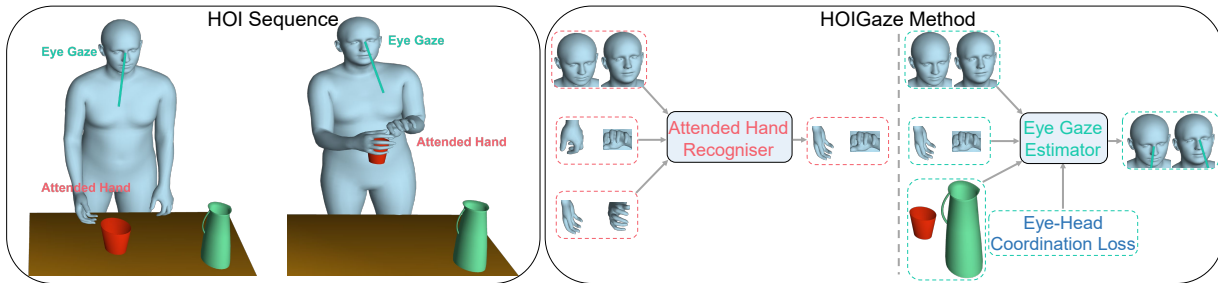 HOI Sequence
Eye Gaze
Attended Hand
Eye Gaze
Attended Hand
HOIGaze Method
Attended Hand
Recogniser
Eye Gaze
Estimator
Eye-Head
Coordination Loss